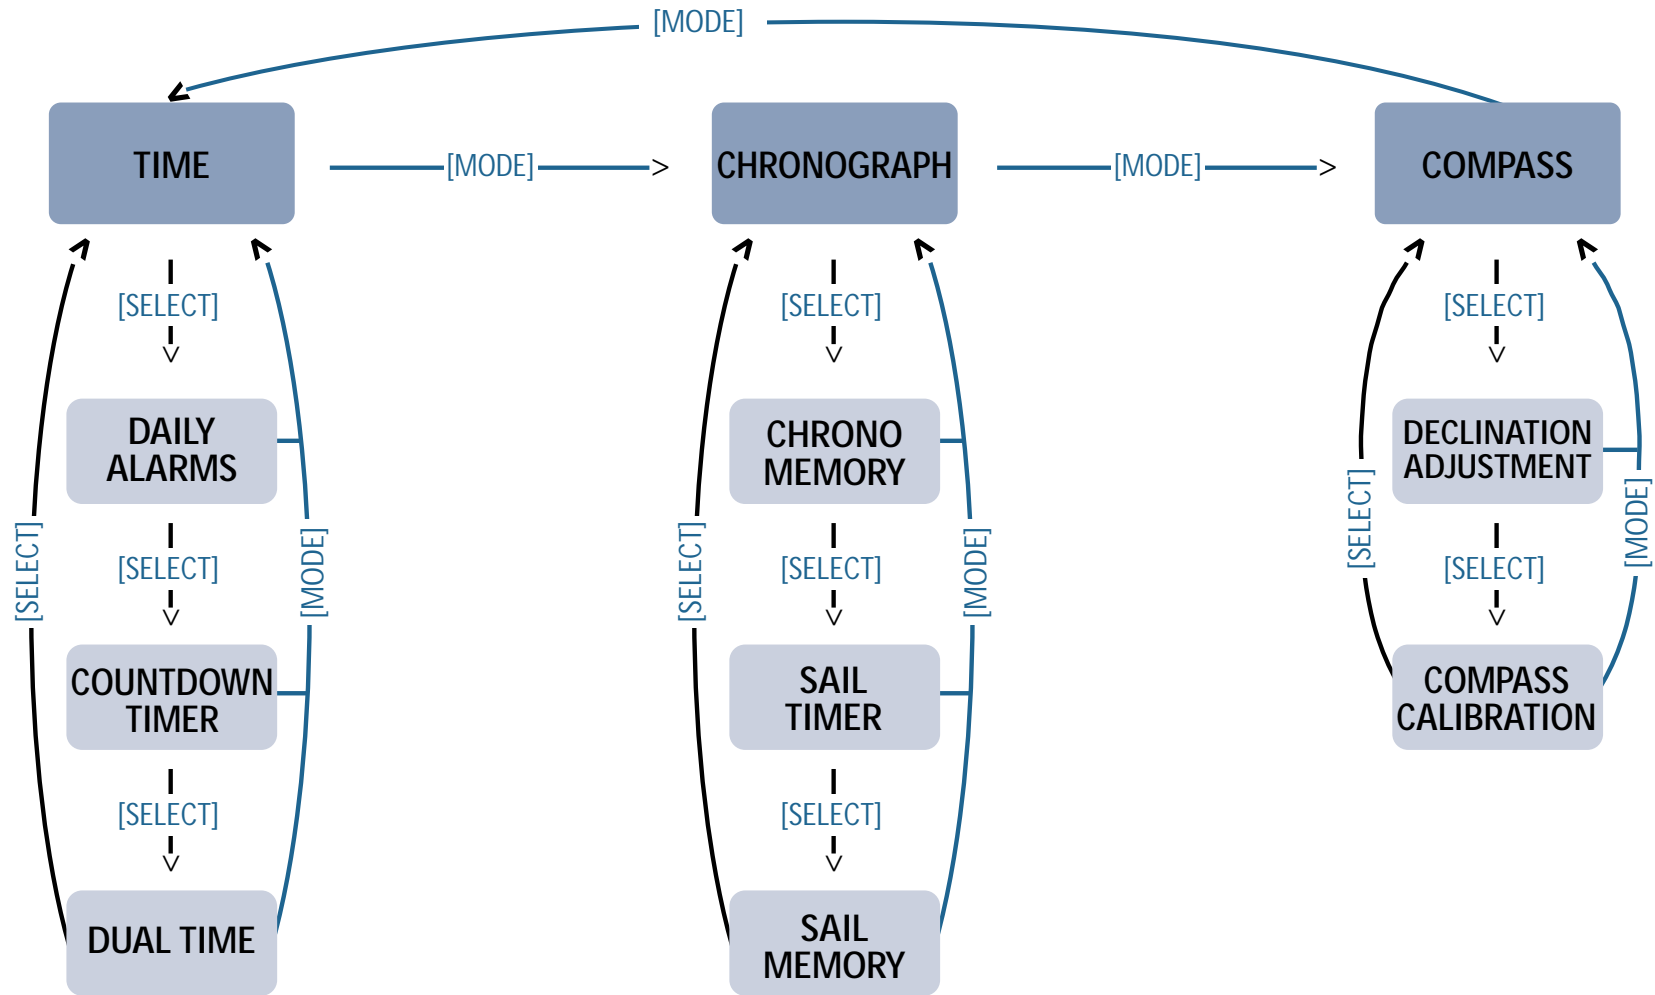 [MODE]
TIME
[MODE]
CHRONOGRAPH
[MODE]
COMPASS
[SELECT]
[SELECT]
[SELECT]
DAILY
ALARMS
CHRONO
MEMORY
DECLINATION
ADJUSTMENT
[SELECT]
[SELECT]
[MODE]
[SELECT]
[SELECT]
[MODE]
[SELECT]
[SELECT]
[MODE]
COUNTDOWN
TIMER
SAIL
TIMER
COMPASS
CALIBRATION
[SELECT]
[SELECT]
DUAL TIME
SAIL
MEMORY